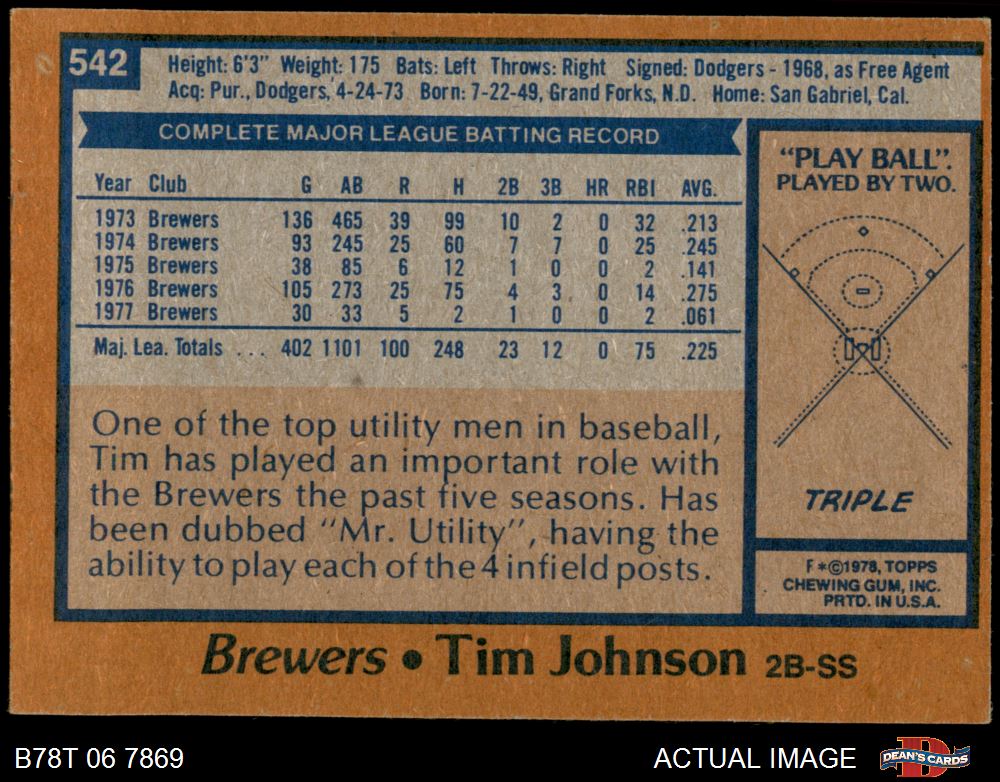 542
Height: 6'3" Weight: 175 Bats: Left Throws: Right Signed: Dodgers - 1968, as Free Agent
Acq: Pur., Dodgers, 4-24-73 Born: 7-22-49, Grand Forks, N.D. Home: San Gabriel, Cal.
COMPLETE MAJOR LEAGUE BATTING RECORD
Year Club G AB R H 2B 3B HR RBI AVG.
1973 Brewers 136 465 39 99 10 2 0 32 .213
1974 Brewers 93 245 25 60 7 7 0 25 .245
1975 Brewers 38 85 6 12 1 0 0 2 .141
1976 Brewers 105 273 25 75 4 3 0 14 .275
1977 Brewers 30 33 5 2 1 0 0 2 .061
Maj. Lea. Totals ... 402 1101 100 248 23 12 0 75 .225
One of the top utility men in baseball,
Tim has played an important role with
the Brewers the past five seasons. Has
been dubbed "Mr. Utility", having the
ability to play each of the 4 infield posts.
"PLAY BALL".
PLAYED BY TWO.
TRIPLE
F*©1978, TOPPS
CHEWING GUM, INC.
PRTD. IN U.S.A.
Brewers • Tim Johnson 2B-SS
B78T 06 7869
ACTUAL IMAGE
DEAN'S CARDS